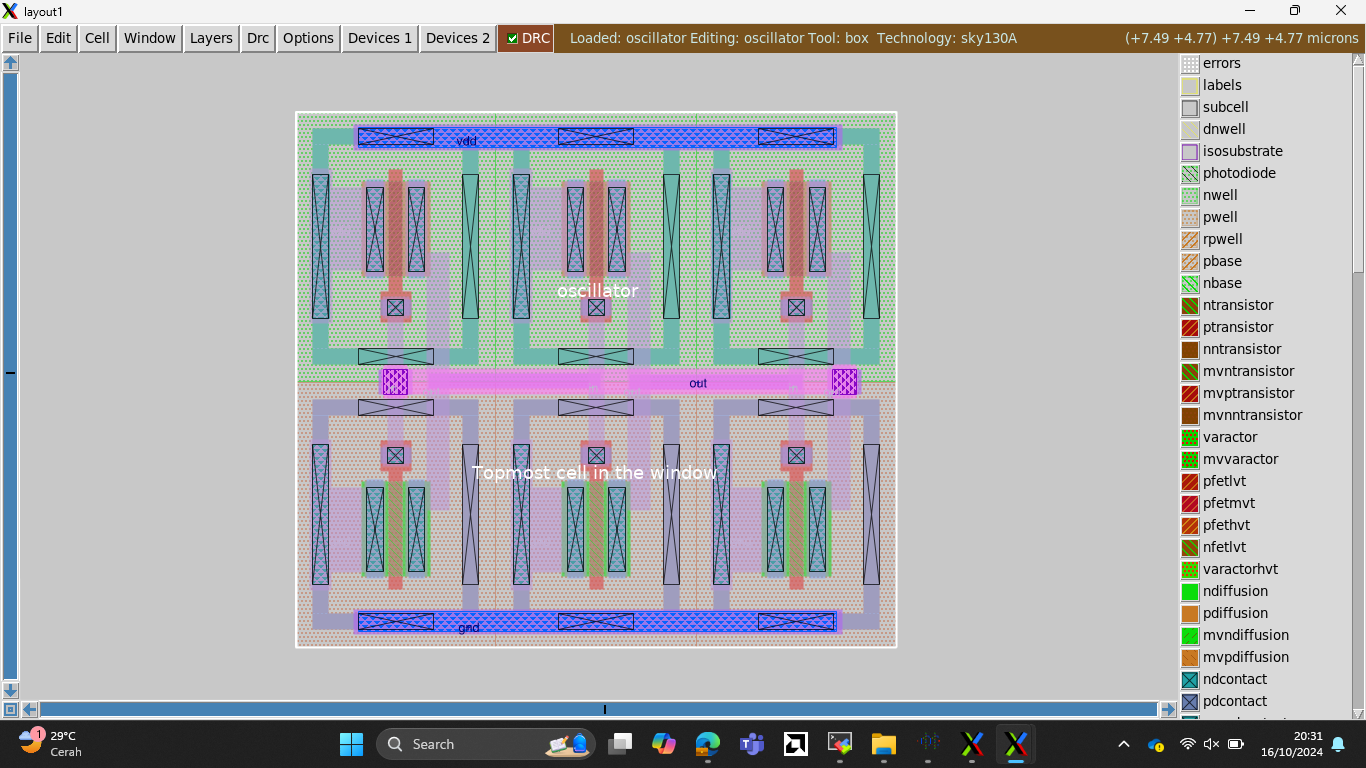 layout1
File Edit Cell Window Layers Drc Options Devices 1 Devices 2 DRC Loaded: oscillator Editing: oscillator Tool: box Technology: sky130A (+7.49 +4.77) +7.49 +4.77 microns
errors
labels
subcell
dnwell
isosubstrate
photodiode
nwell
pwell
rpwell
pbase
nbase
ntransistor
ptransistor
nntransistor
mvntransistor
mvptransistor
mvnntransistor
varactor
mvvaractor
pfetlvt
pfetmvt
pfethvt
nfetlvt
varactorhvt
ndiffusion
pdiffusion
mvndiffusion
mvpdiffusion
ndcontact
pdcontact
vdd
oscillator
out
Topmost cell in the window
gnd
1
29°C
Cerah
Search
20:31
16/10/2024